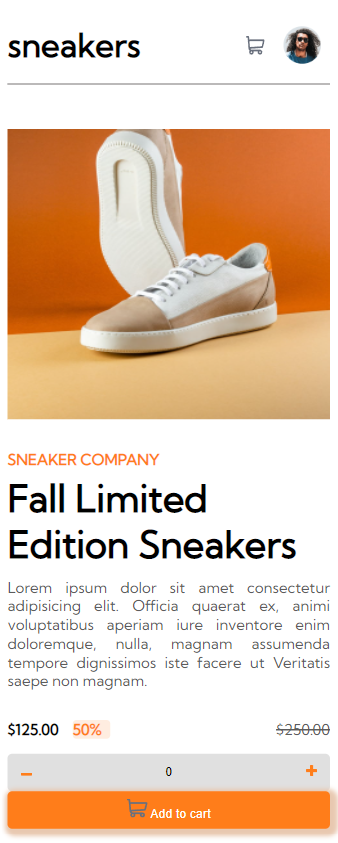 sneakers
SNEAKER COMPANY
Fall Limited
Edition Sneakers
Lorem ipsum dolor sit amet consectetur
adipisicing elit. Officia quaerat ex, animi
voluptatibus aperiam iure inventore enim
doloremque, nulla, magnam assumenda
tempore dignissimos iste facere ut Veritatis
saepe non magnam.
$125.00 50% $250.00
– 0 +
Add to cart